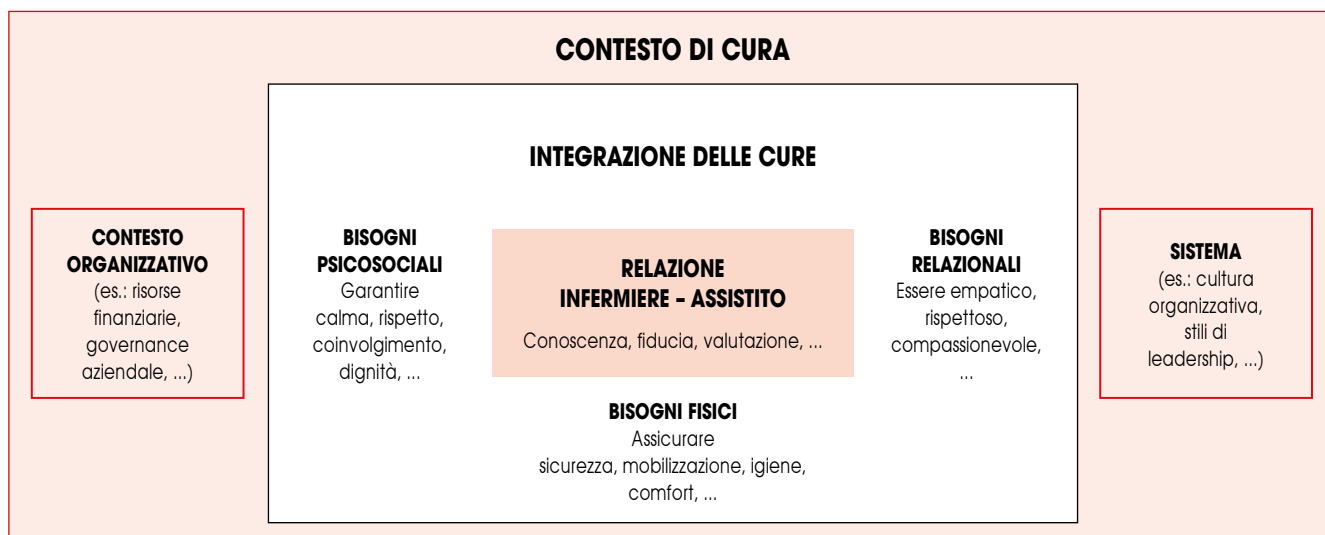 CONTESTO DI CURA
INTEGRAZIONE DELLE CURE
CONTESTO
ORGANIZZATIVO
(es.: risorse
finanziarie,
governance
aziendale, ...)
BISOGNI
PSICOSOCIALI
Garantire
calma, rispetto,
coinvolgimento,
dignità, ...
RELAZIONE
INFERMIERE – ASSISTITO
Conoscenza, fiducia, valutazione, ...
BISOGNI
RELAZIONALI
Essere empatico,
rispettoso,
compassionevole,
...
SISTEMA
(es.: cultura
organizzativa,
stili di
leadership, ...)
BISOGNI FISICI
Assicurare
sicurezza, mobilizzazione, igiene,
comfort, ...